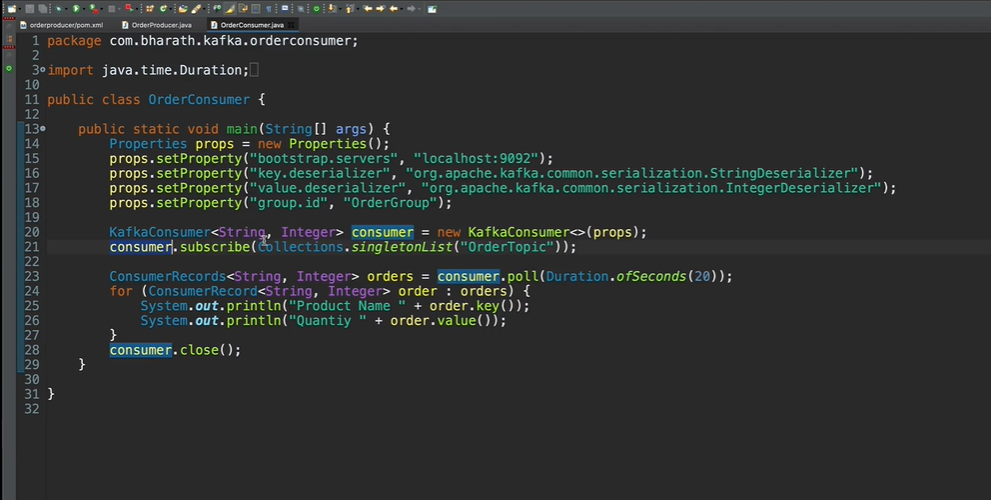 orderproducer/pom.xml OrderProducer.java OrderConsumer.java
1 package com.bharath.kafka.orderconsumer;
2
3 import java.time.Duration;
10
11 public class OrderConsumer {
12
13 public static void main(String[] args) {
14 Properties props = new Properties();
15 props.setProperty("bootstrap.servers", "localhost:9092");
16 props.setProperty("key.deserializer", "org.apache.kafka.common.serialization.StringDeserializer");
17 props.setProperty("value.deserializer", "org.apache.kafka.common.serialization.IntegerDeserializer");
18 props.setProperty("group.id", "OrderGroup");
19
20 KafkaConsumer<String, Integer> consumer = new KafkaConsumer<>(props);
21 consumer.subscribe(Collections.singletonList("OrderTopic"));
22
23 ConsumerRecords<String, Integer> orders = consumer.poll(Duration.ofSeconds(20));
24 for (ConsumerRecord<String, Integer> order : orders) {
25 System.out.println("Product Name " + order.key());
26 System.out.println("Quantiy " + order.value());
27 }
28 consumer.close();
29 }
30
31 }
32